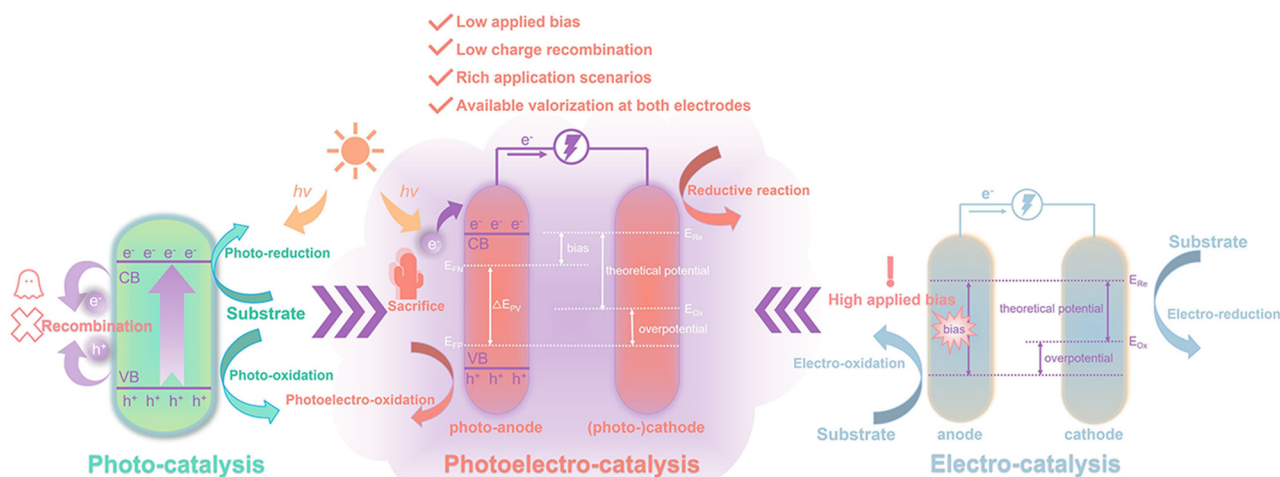 Low applied bias
Low charge recombination
Rich application scenarios
Available valorization at both electrodes
hv
hv
e⁻ e⁻ e⁻ e⁻
CB
e⁻
Recombination
h⁺
VB
h⁺ h⁺ h⁺ h⁺
Photo-reduction
Substrate
Photo-oxidation
Photo-catalysis
e⁻
e⁻
Sacrifice
e⁻ e⁻ e⁻
CB
E_FN
ΔE_PV
E_FP
VB
h⁺ h⁺ h⁺
Photoelectro-oxidation
bias
theoretical potential
overpotential
E_Re
E_Ox
Reductive reaction
photo-anode
(photo-)cathode
Photoelectro-catalysis
e⁻
!
High applied bias
bias
Electro-oxidation
Substrate
theoretical potential
overpotential
E_Re
E_Ox
Substrate
Electro-reduction
anode
cathode
Electro-catalysis